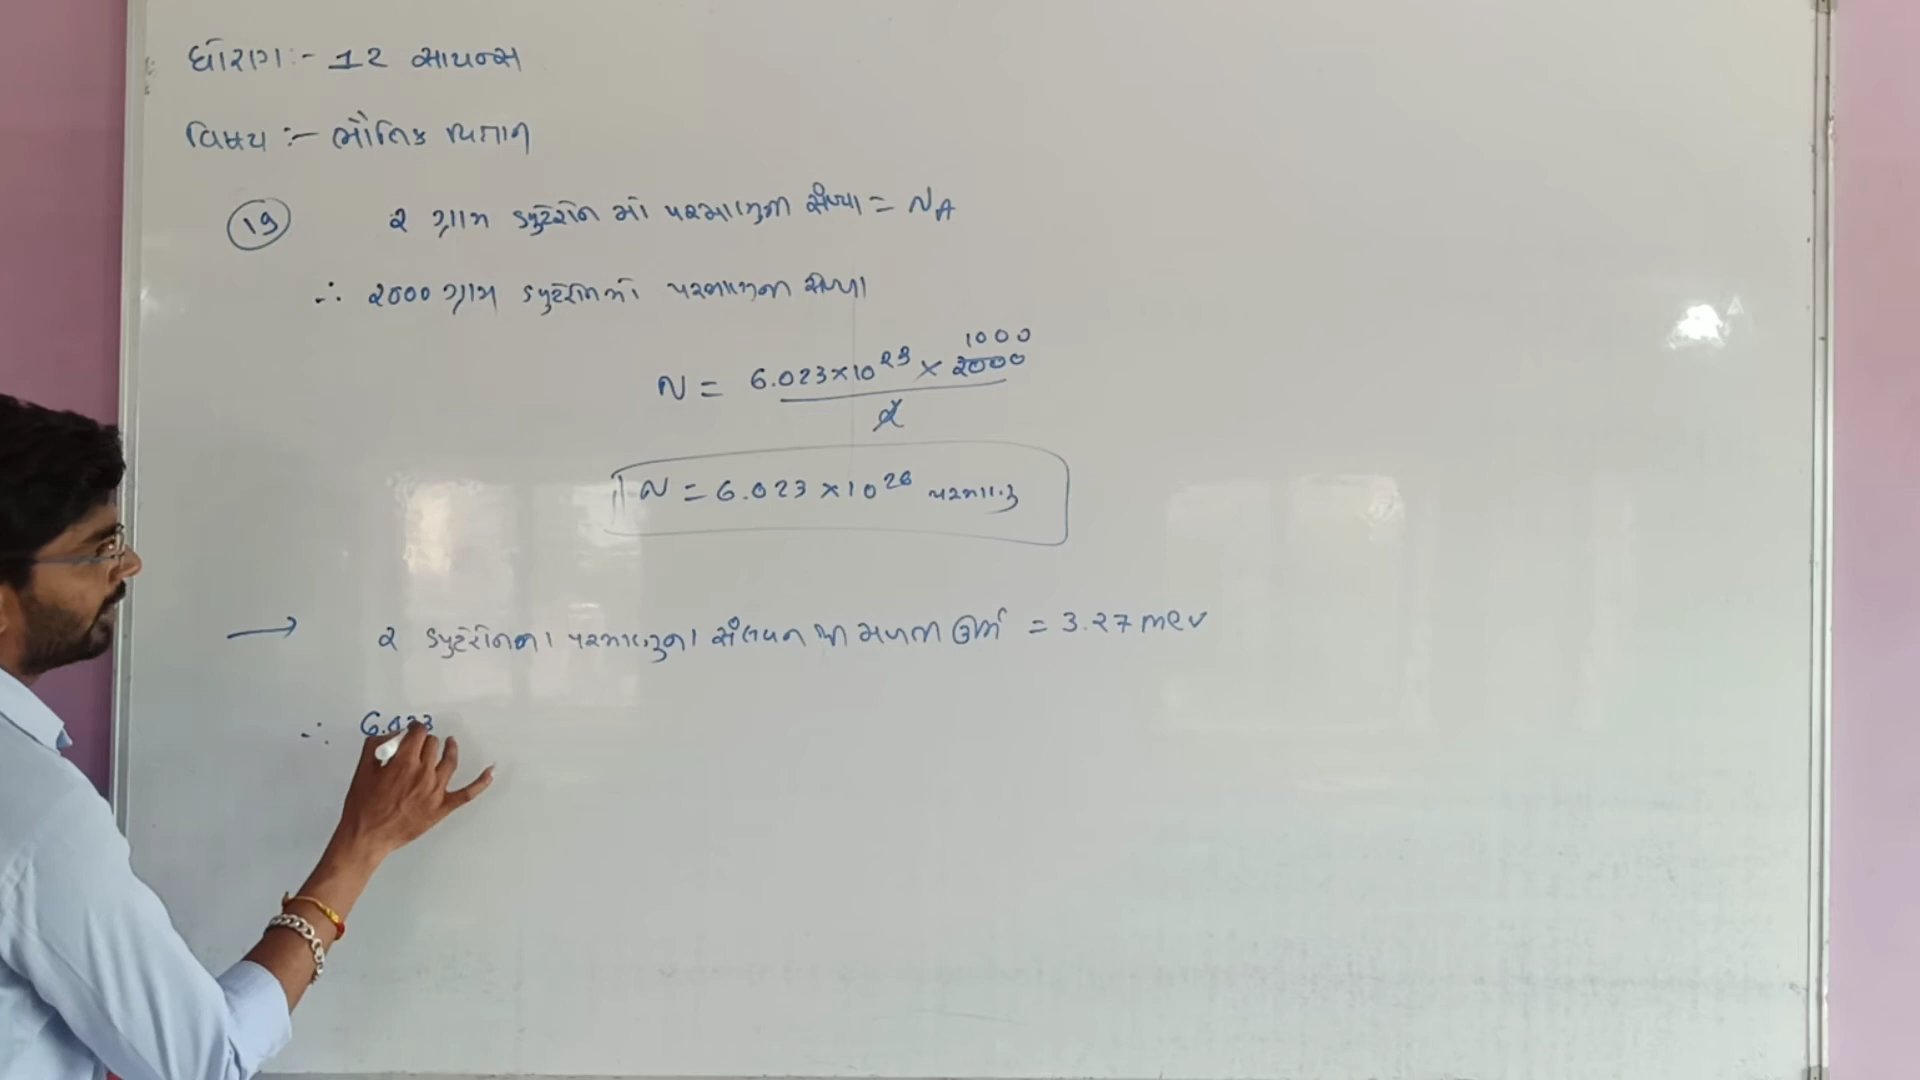 ધોરણ :- 12 સાયન્સ
વિષય :- ભૌતિક વિજ્ઞાન
19 2 ગ્રામ ડ્યુટેરોન માં પરમાણુની સંખ્યા = NA
∴ 2000 ગ્રામ ડ્યુટેરોનમાં પરમાણુની સંખ્યા
1000
N = 6.023×10²³ × 2000
2
N = 6.023 × 10²⁶ પરમાણુ
→ 2 ડ્યુટેરોનના પરમાણુના સંલયન થી મળતી ઊર્જા = 3.27 mev
∴ 6.023